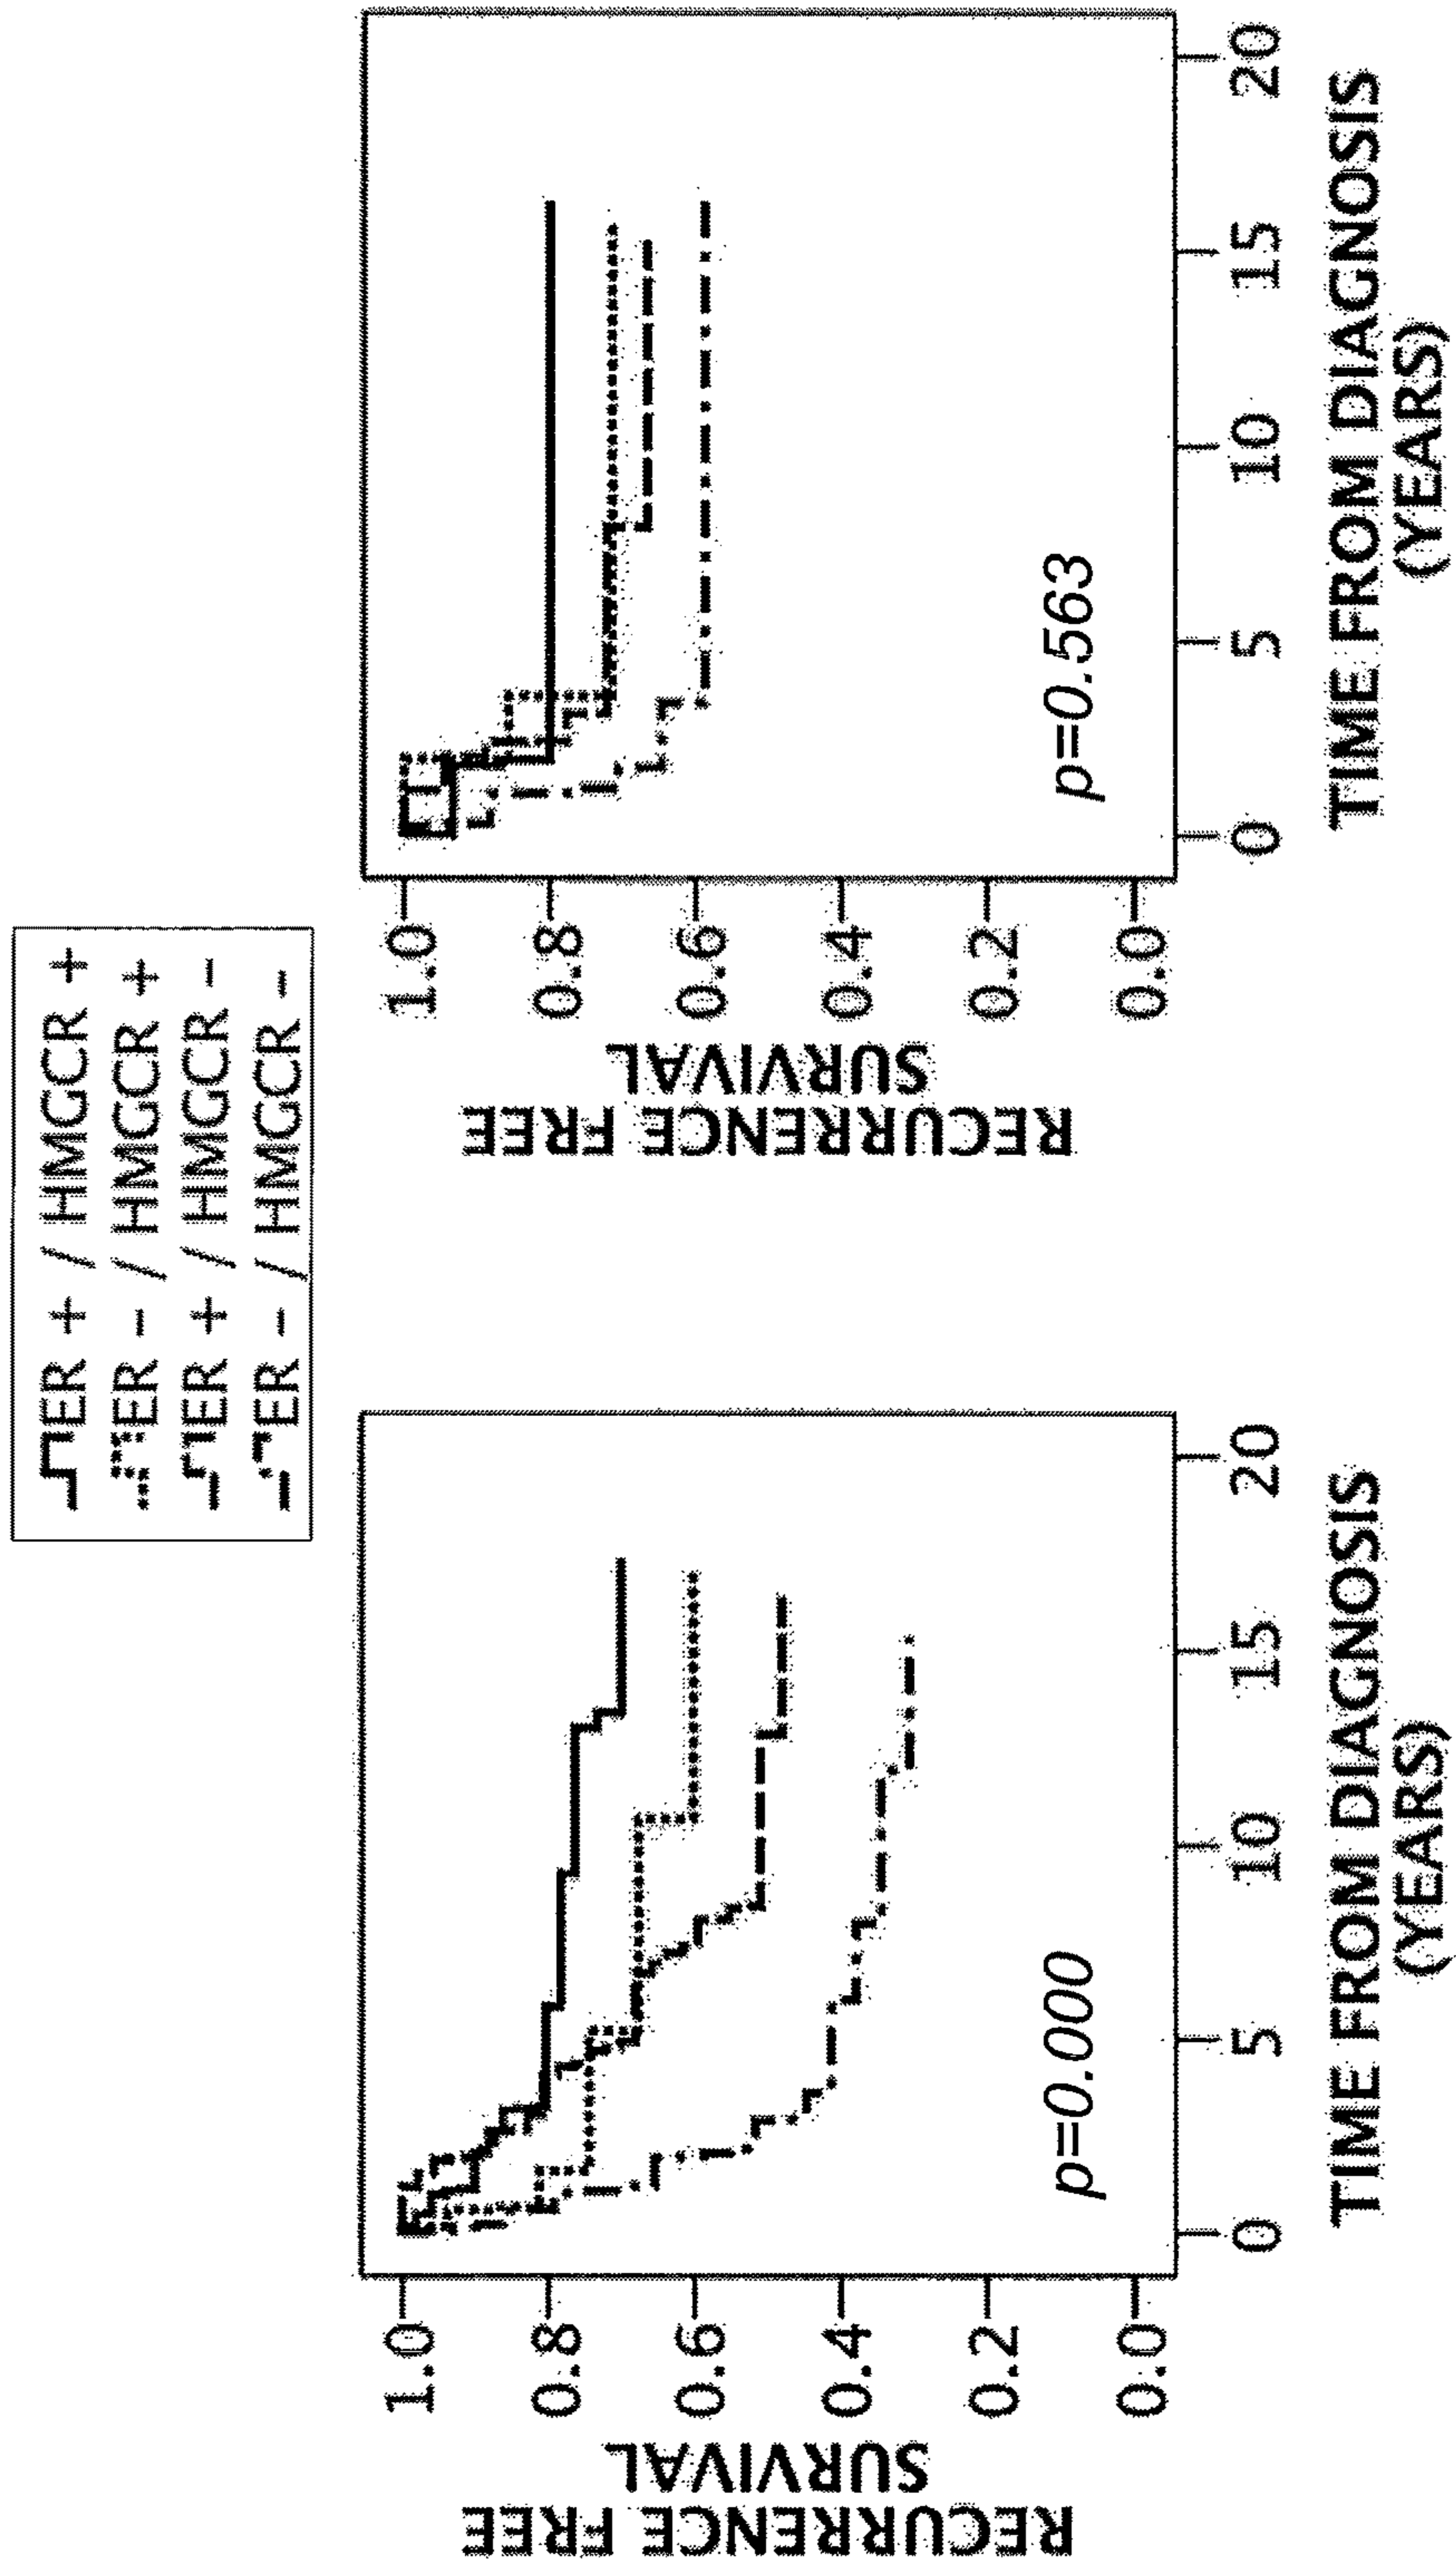 ER + / HMGCR +
ER - / HMGCR +
ER + / HMGCR -
ER - / HMGCR -
RECURRENCE FREE
SURVIVAL
1.0
0.8
0.6
0.4
0.2
0.0
p=0.000
0 5 10 15 20
TIME FROM DIAGNOSIS
(YEARS)
RECURRENCE FREE
SURVIVAL
1.0
0.8
0.6
0.4
0.2
0.0
p=0.563
0 5 10 15 20
TIME FROM DIAGNOSIS
(YEARS)